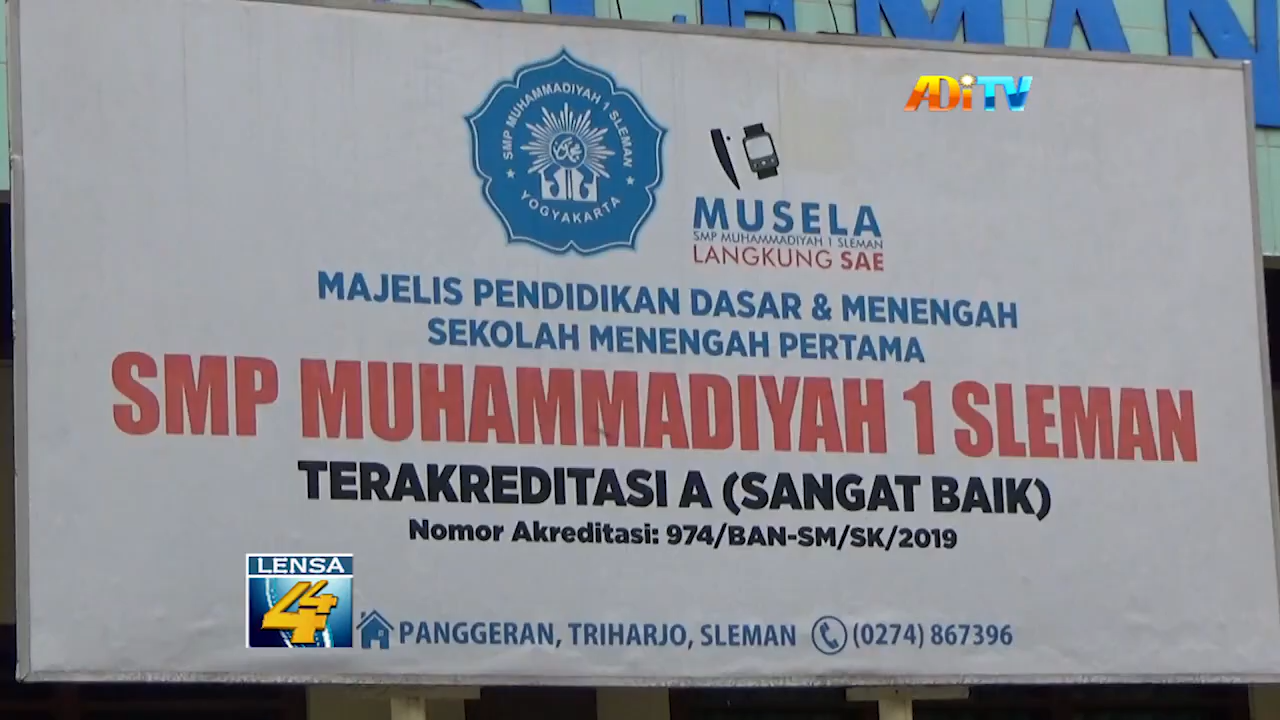 LEMAN
ADiTV
SMP MUHAMMADIYAH 1 SLEMAN
YOGYAKARTA
MUSELA
SMP MUHAMMADIYAH 1 SLEMAN
LANGKUNG SAE
MAJELIS PENDIDIKAN DASAR & MENENGAH
SEKOLAH MENENGAH PERTAMA
SMP MUHAMMADIYAH 1 SLEMAN
TERAKREDITASI A (SANGAT BAIK)
Nomor Akreditasi: 974/BAN-SM/SK/2019
LENSA
44
PANGGERAN, TRIHARJO, SLEMAN (0274) 867396